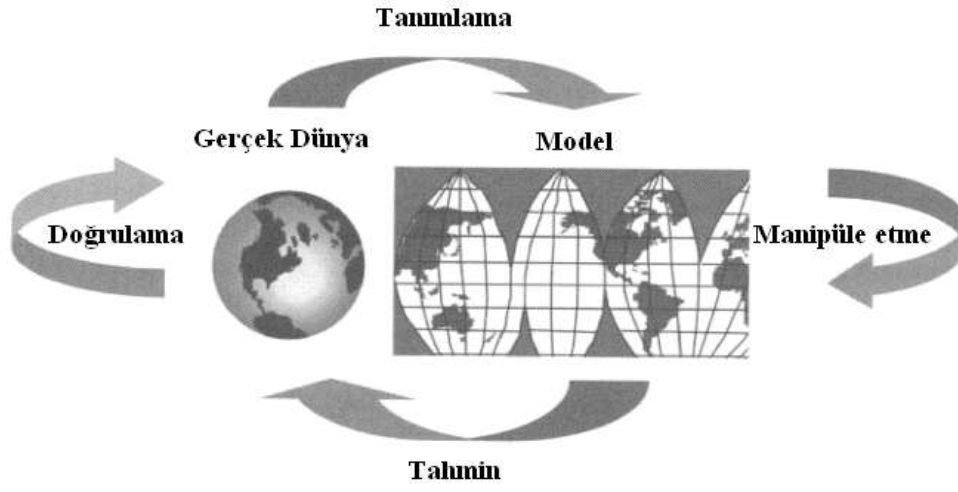 Tanımlama
Gerçek Dünya
Model
Doğrulama
Manipüle etme
Tahmin